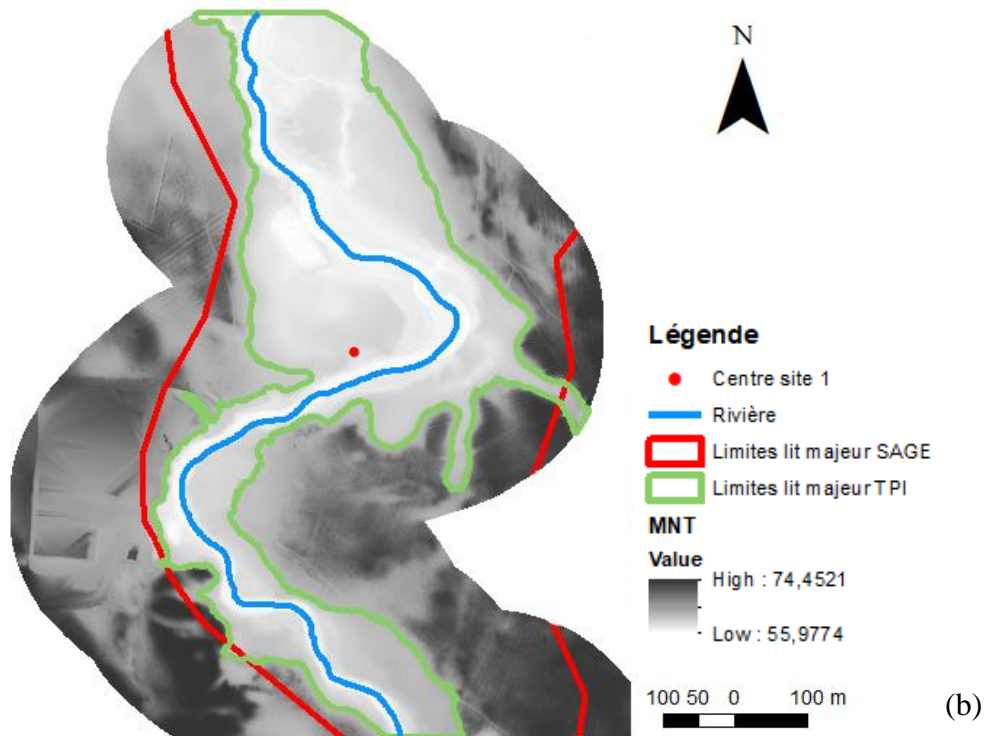 N
Légende
Centre site 1
Rivière
Limites lit majeur SAGE
Limites lit majeur TPI
MNT
Value
High : 74,4521
Low : 55,9774
100 50 0 100 m
(b)